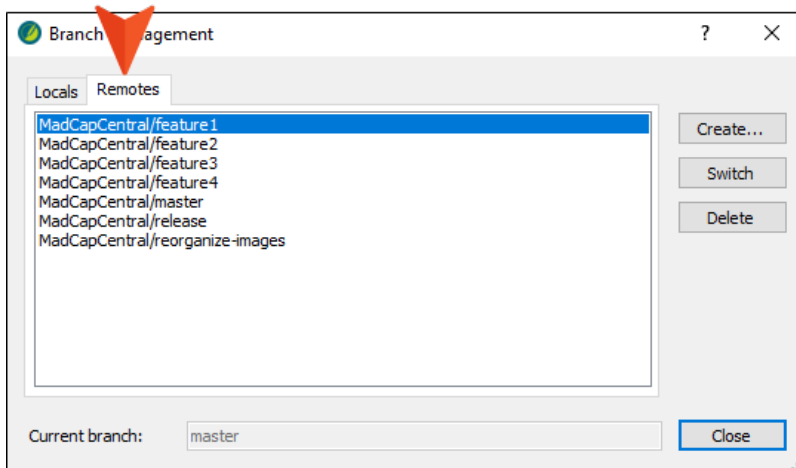 Branch agement
?
Locals
Remotes
MadCapCentral/feature1
MadCapCentral/feature2
MadCapCentral/feature3
MadCapCentral/feature4
MadCapCentral/master
MadCapCentral/release
MadCapCentral/reorganize-images
Create...
Switch
Delete
Current branch:
master
Close